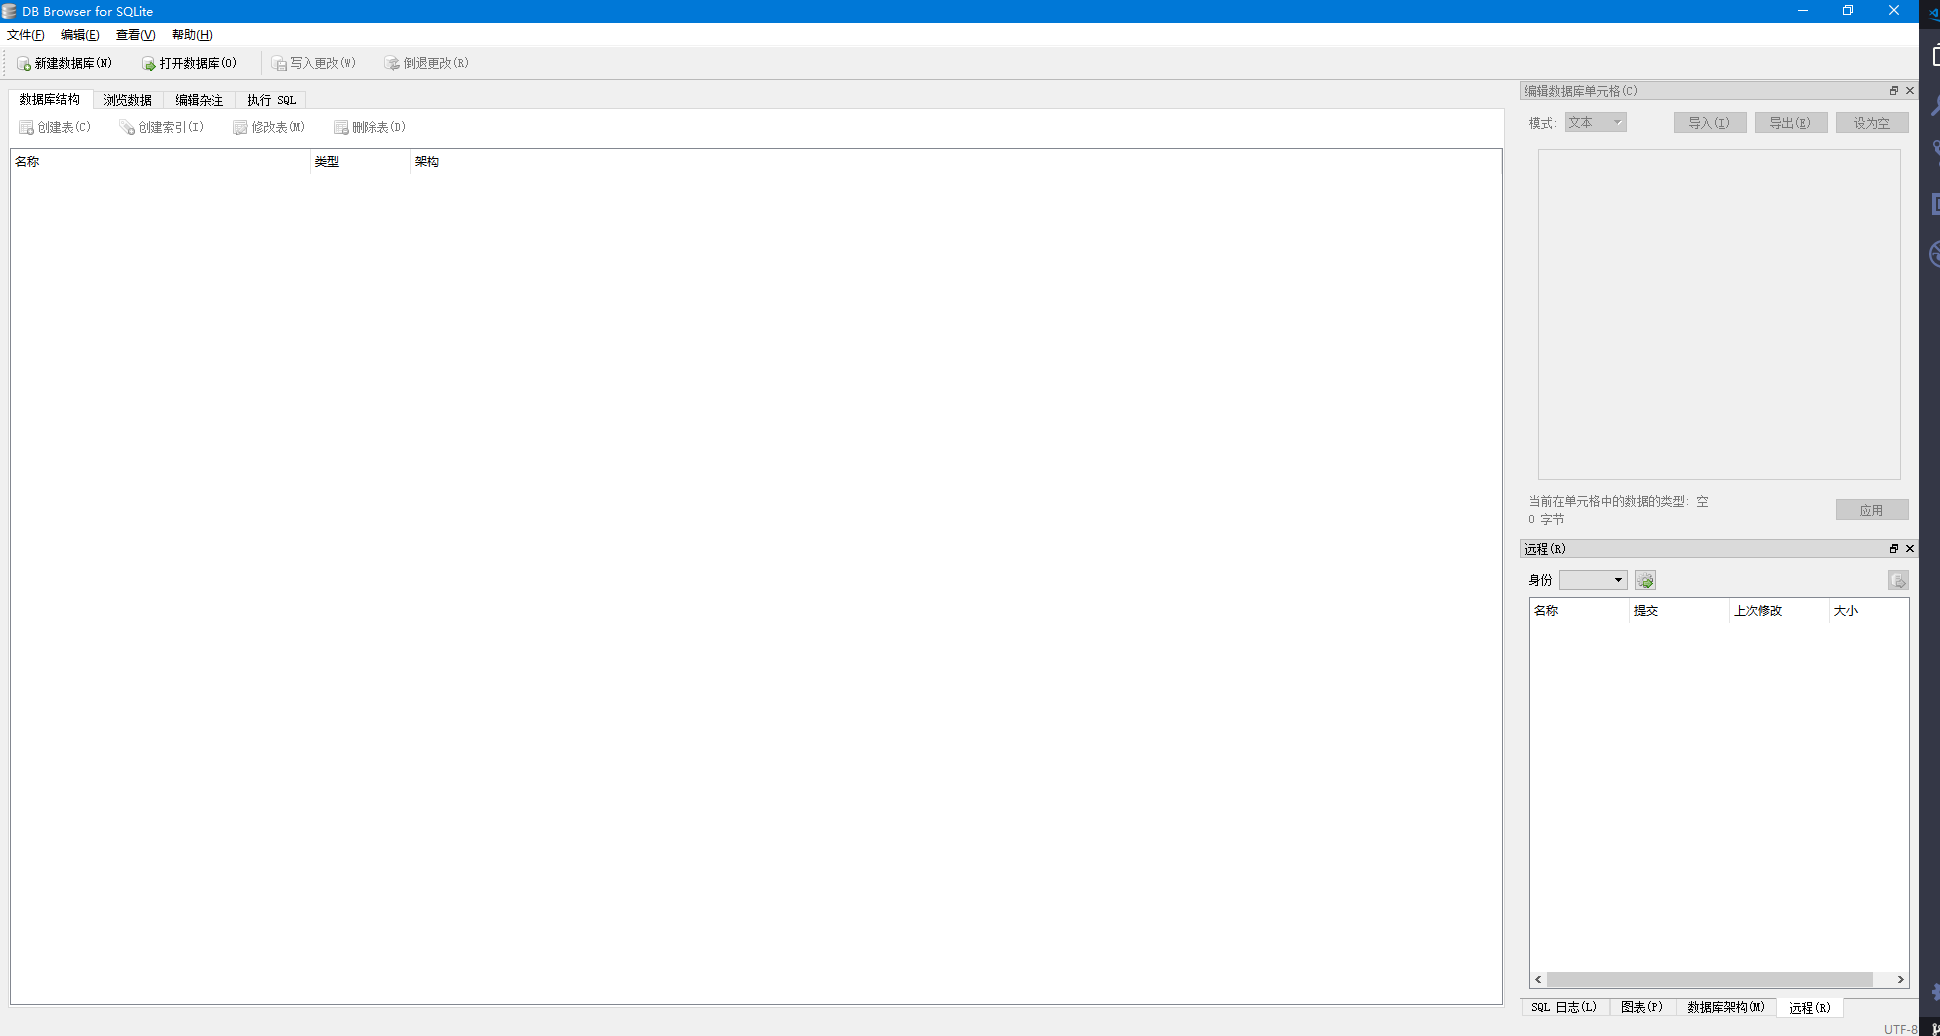 DB Browser for SQLite
文件(F) 编辑(E) 查看(V) 帮助(H)
新建数据库(N) 打开数据库(O) 写入更改(W) 倒退更改(R)
数据库结构 浏览数据 编辑杂注 执行 SQL
创建表(C) 创建索引(I) 修改表(M) 删除表(D)
名称 类型 架构
编辑数据库单元格(C)
模式: 文本 导入(I) 导出(E) 设为空
当前在单元格中的数据的类型: 空
0 字节
应用
远程(R)
身份
名称 提交 上次修改 大小
SQL 日志(L) 图表(P) 数据库架构(M) 远程(R)
UTF-8